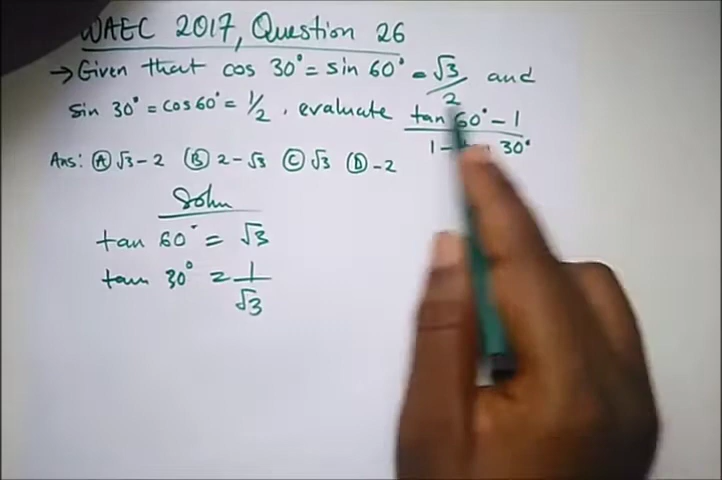 WAEC 2017, Question 26
→ Given that cos 30° = sin 60° = √3/2 and
sin 30° = cos 60° = 1/2, evaluate tan 60° - 1 / 1 - 30°
Ans: Ⓐ √3 - 2 Ⓑ 2 - √3 Ⓒ √3 Ⓓ -2
Soln
tan 60° = √3
tan 30° = 1/√3